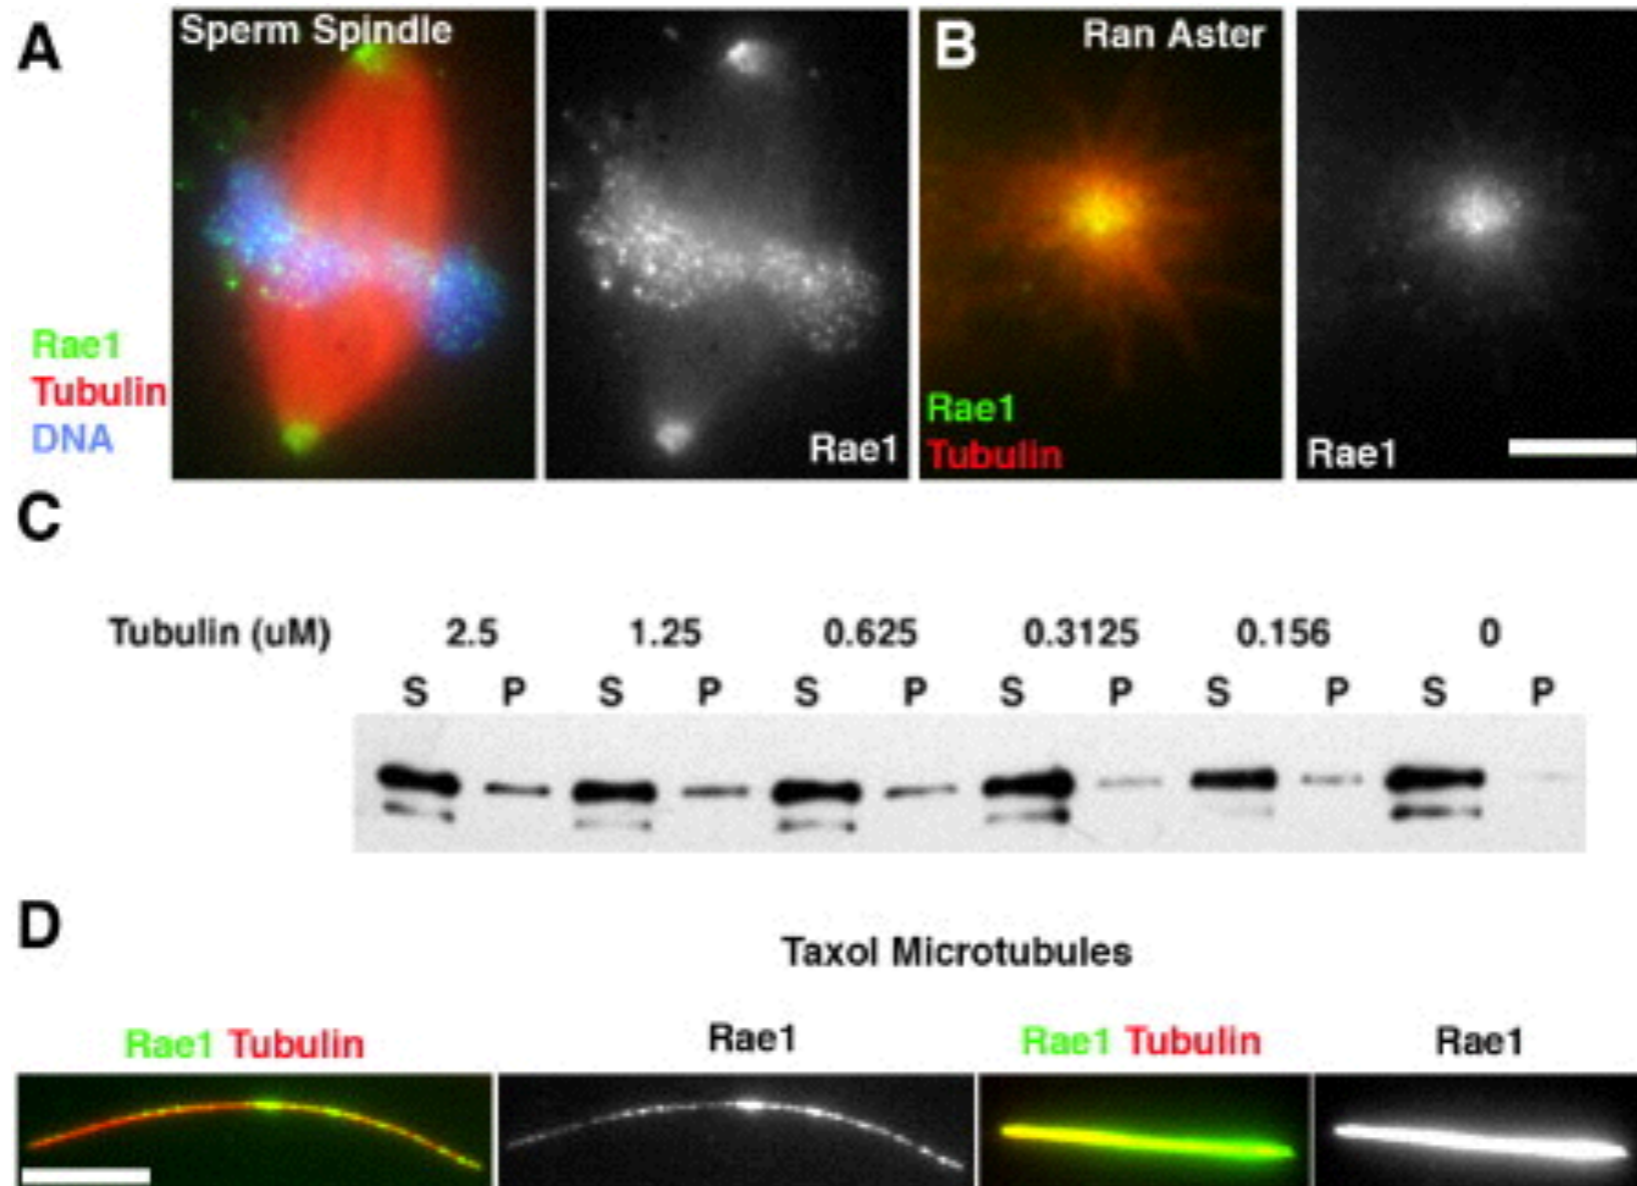 A
Sperm Spindle
Rae1
Tubulin
DNA
Rae1
B
Ran Aster
Rae1
Tubulin
Rae1
C
Tubulin (uM) 2.5 1.25 0.625 0.3125 0.156 0
S P S P S P S P S P S P
D
Taxol Microtubules
Rae1 Tubulin Rae1 Rae1 Tubulin Rae1